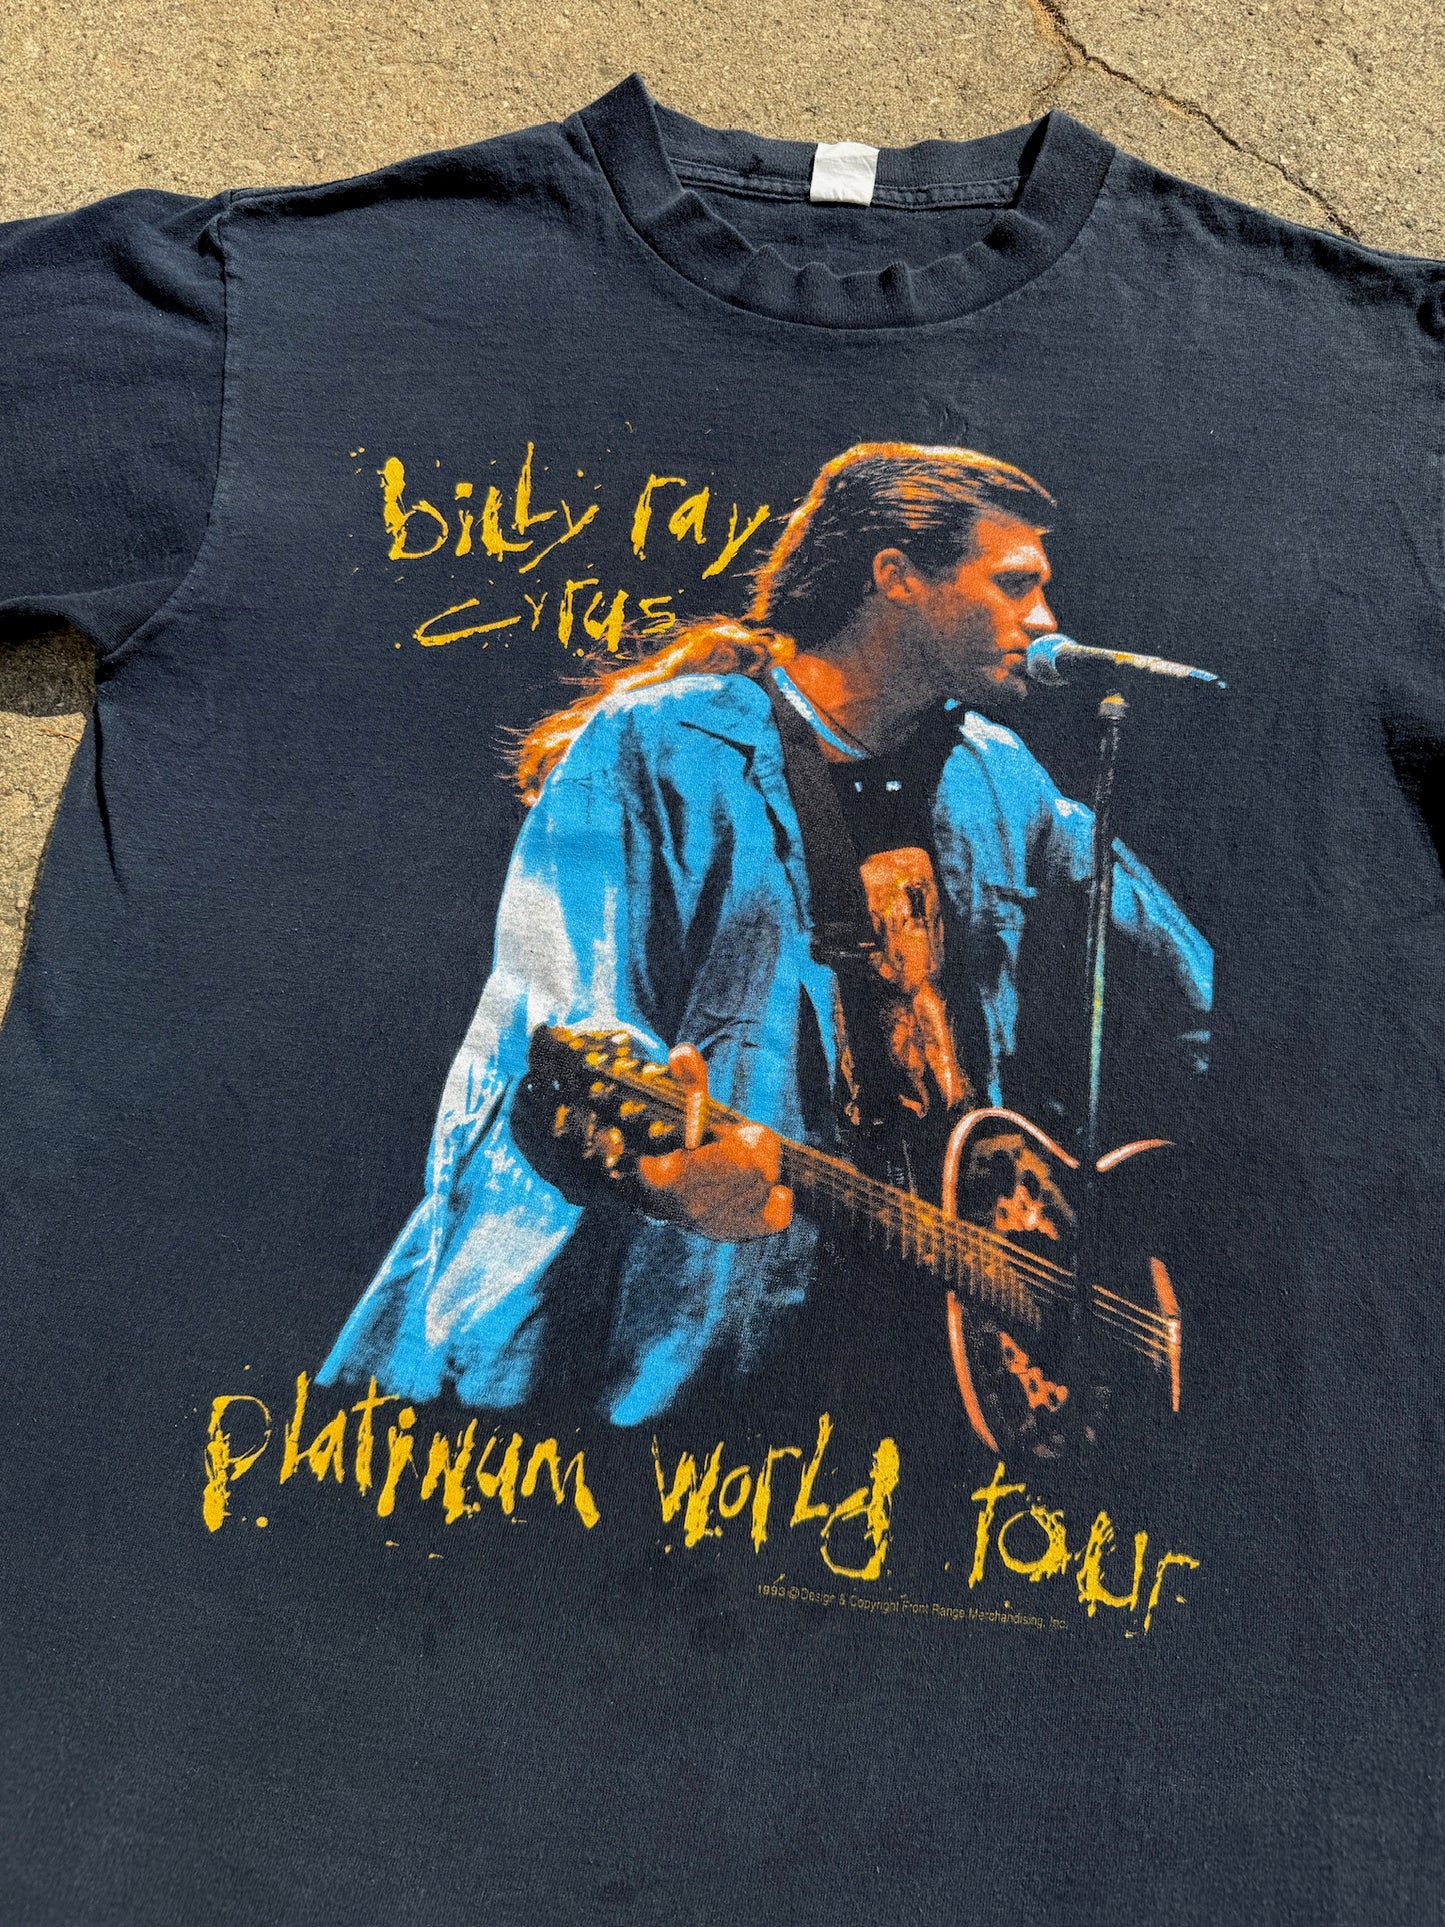 billy ray
cyrus
platinum world tour
1993 © Design & Copyright Front Range Merchandising, Inc.